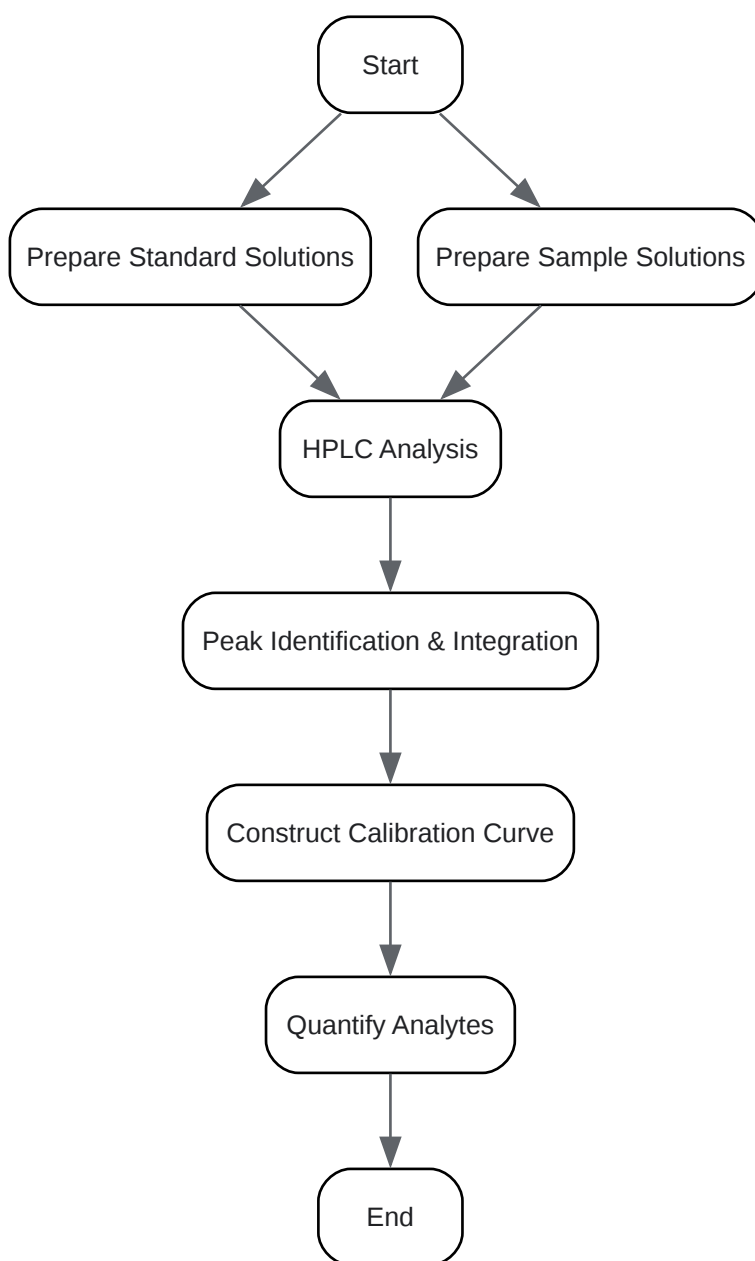 Start
Prepare Standard Solutions
Prepare Sample Solutions
HPLC Analysis
Peak Identification & Integration
Construct Calibration Curve
Quantify Analytes
End